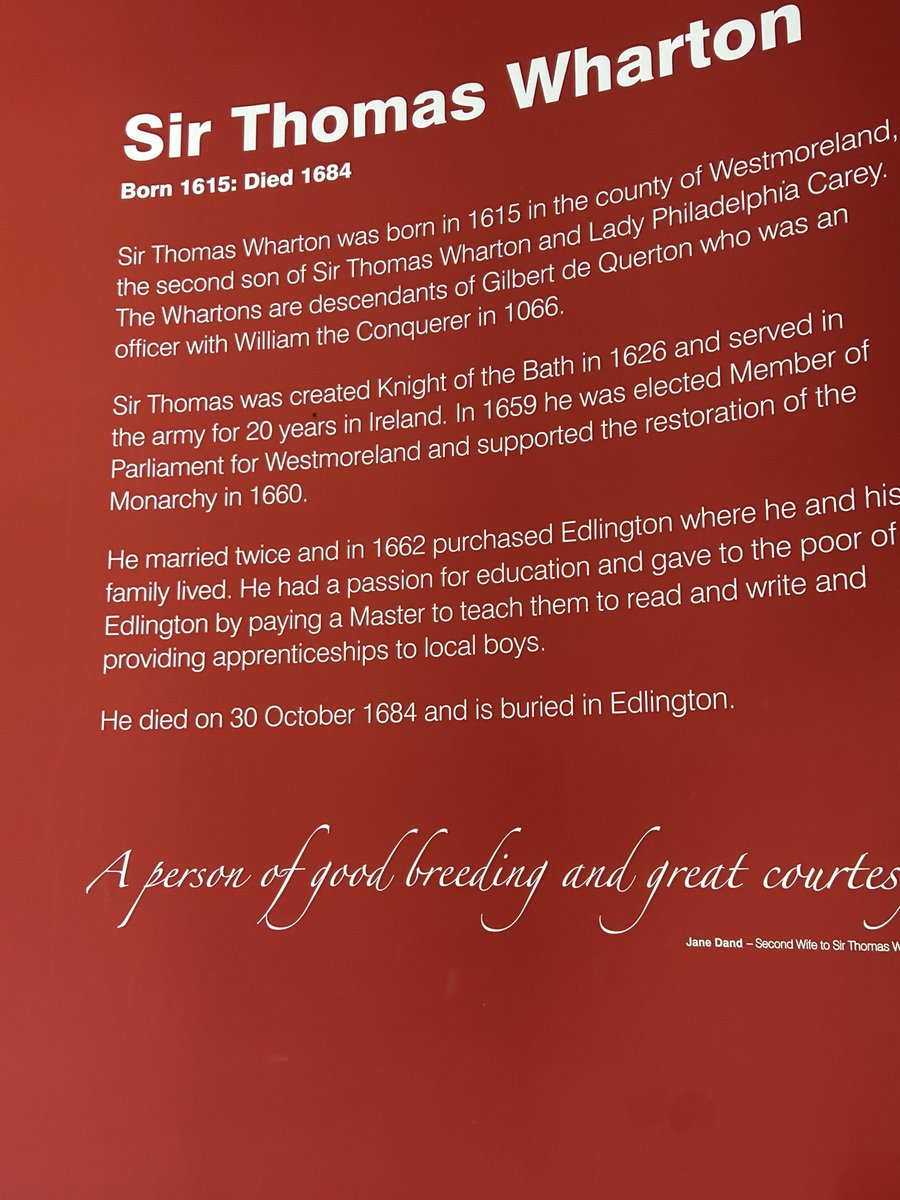 Sir Thomas Wharton
Born 1615: Died 1684
Sir Thomas Wharton was born in 1615 in the county of Westmoreland,
the second son of Sir Thomas Wharton and Lady Philadelphia Carey.
The Whartons are descendants of Gilbert de Querton who was an
officer with William the Conquerer in 1066.
Sir Thomas was created Knight of the Bath in 1626 and served in
the army for 20 years in Ireland. In 1659 he was elected Member of
Parliament for Westmoreland and supported the restoration of the
Monarchy in 1660.
He married twice and in 1662 purchased Edlington where he and his
family lived. He had a passion for education and gave to the poor of
Edlington by paying a Master to teach them to read and write and
providing apprenticeships to local boys.
He died on 30 October 1684 and is buried in Edlington.
A person of good breeding and great courtes
Jane Dand – Second Wife to Sir Thomas W